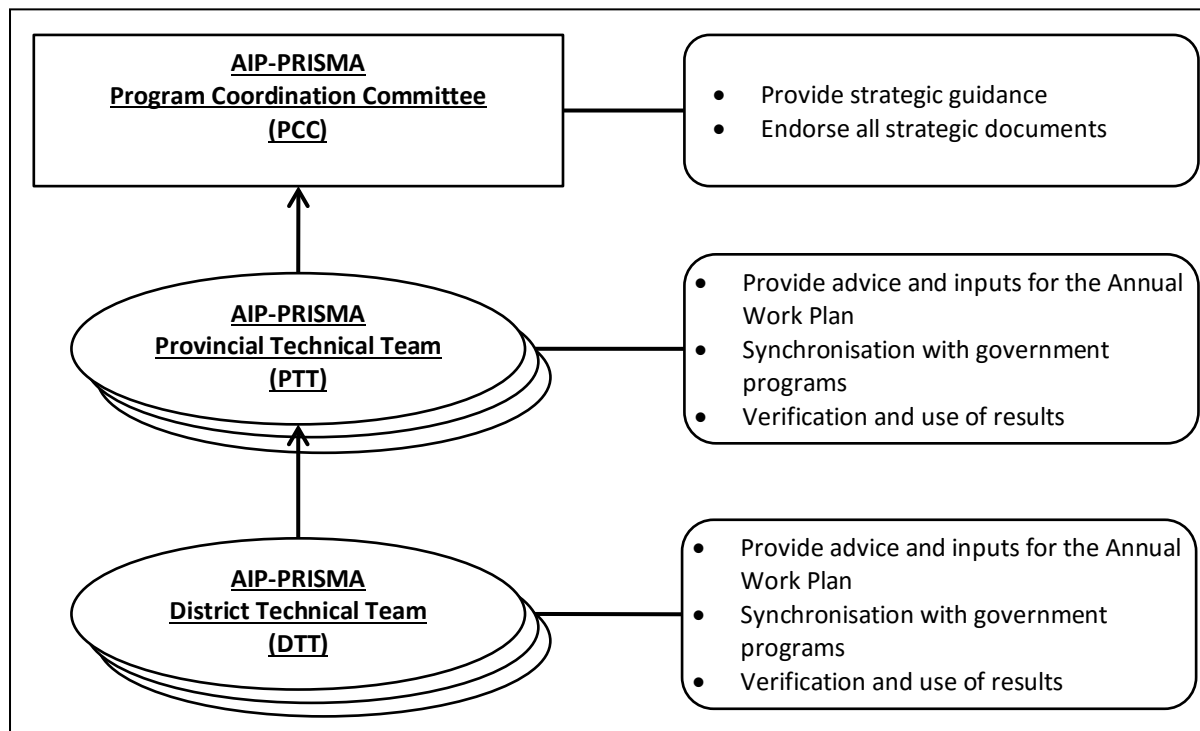 AIP-PRISMA
Program Coordination Committee
(PCC)
• Provide strategic guidance
• Endorse all strategic documents
AIP-PRISMA
Provincial Technical Team
(PTT)
• Provide advice and inputs for the Annual
Work Plan
• Synchronisation with government
programs
• Verification and use of results
AIP-PRISMA
District Technical Team
(DTT)
• Provide advice and inputs for the Annual
Work Plan
• Synchronisation with government
programs
• Verification and use of results